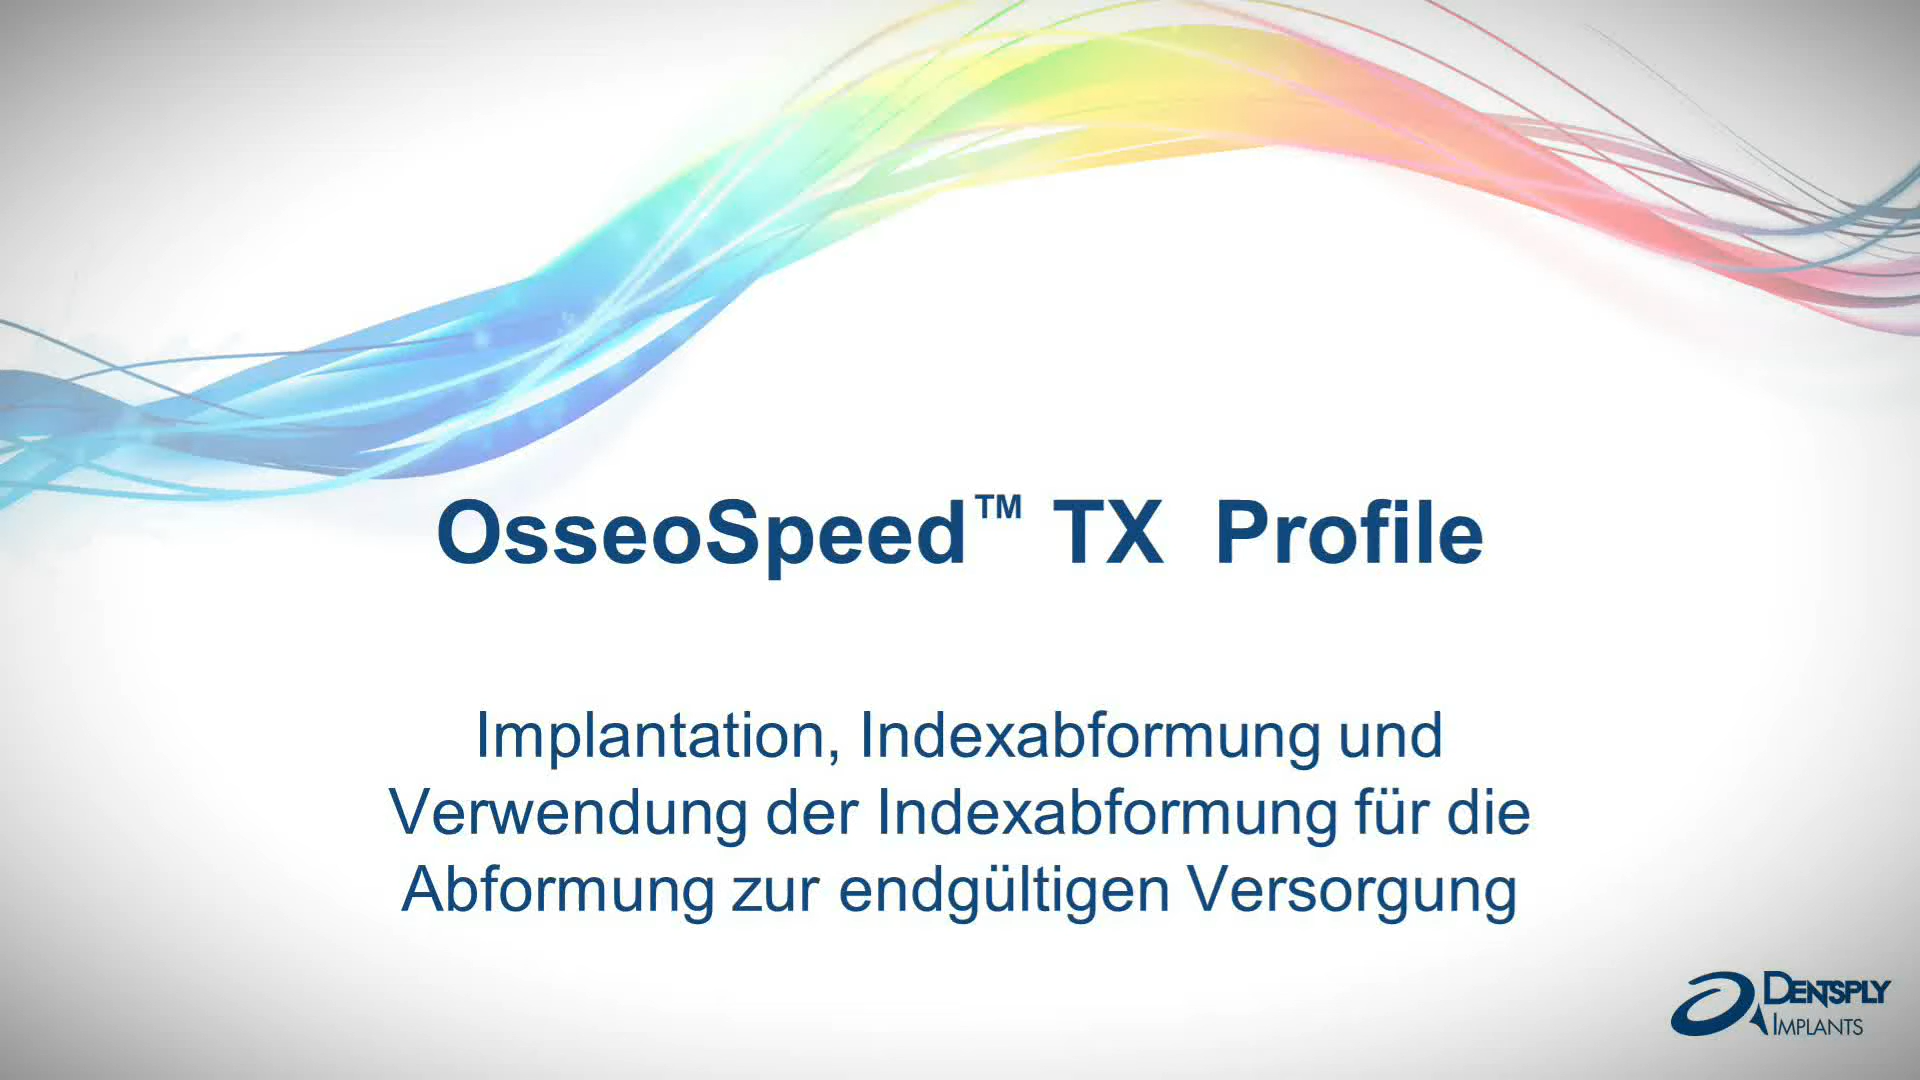 OsseoSpeed™ TX Profile
Implantation, Indexabformung und
Verwendung der Indexabformung für die
Abformung zur endgültigen Versorgung
DENTSPLY
IMPLANTS